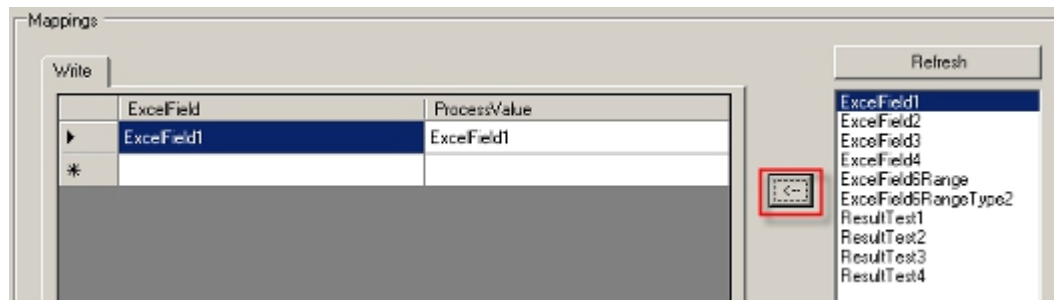 Mappings
Write
ExcelField ProcessValue
ExcelField1 ExcelField1
*
<--
Refresh
ExcelField1
ExcelField2
ExcelField3
ExcelField4
ExcelField6Range
ExcelField6RangeType2
ResultTest1
ResultTest2
ResultTest3
ResultTest4